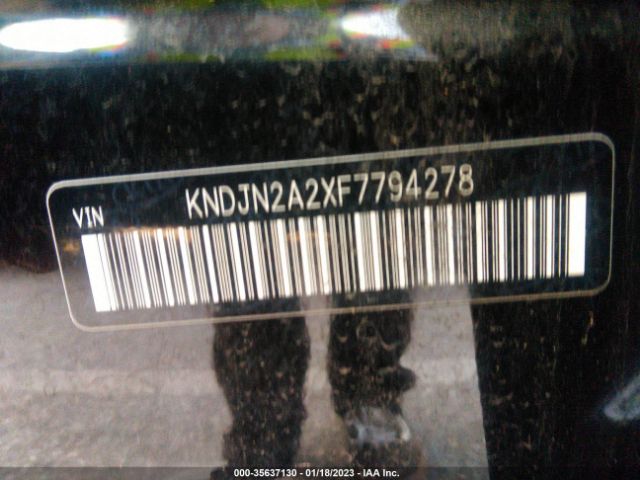 KNDJN2A2XF7794278
VIN
000-35637130 - 01/18/2023 - IAA Inc.